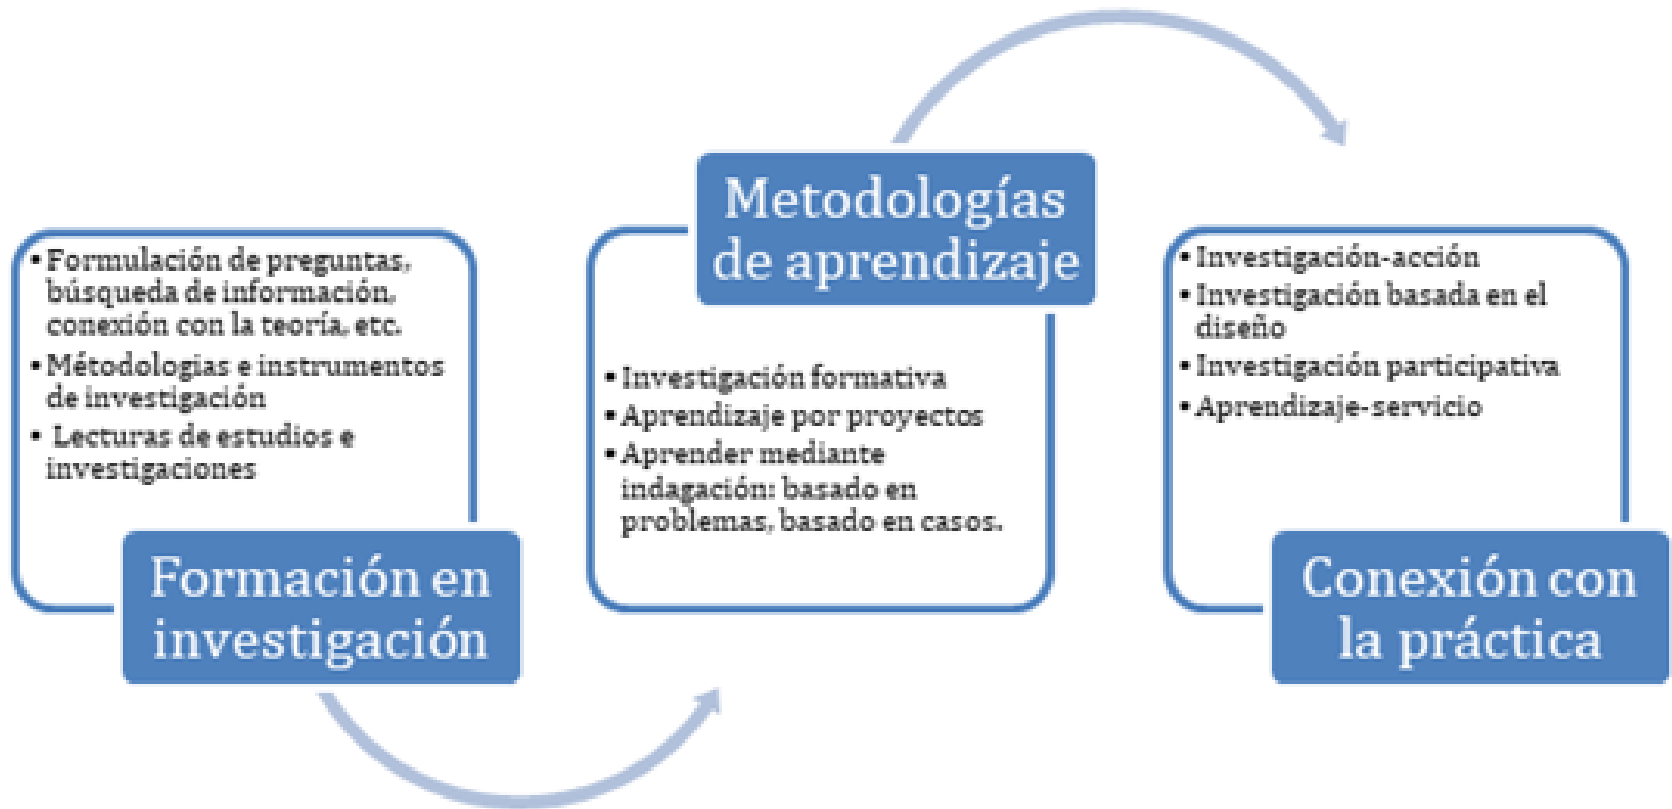 • Formulación de preguntas,
búsqueda de información,
conexión con la teoría, etc.
• Métodologias e instrumentos
de investigación
• Lecturas de estudios e
investigaciones
Formación en
investigación
Metodologías
de aprendizaje
• Investigación formativa
• Aprendizaje por proyectos
• Aprender mediante
indagación: basado en
problemas, basado en casos.
• Investigación-acción
• Investigación basada en el
diseño
• Investigación participativa
• Aprendizaje-servicio
Conexión con
la práctica